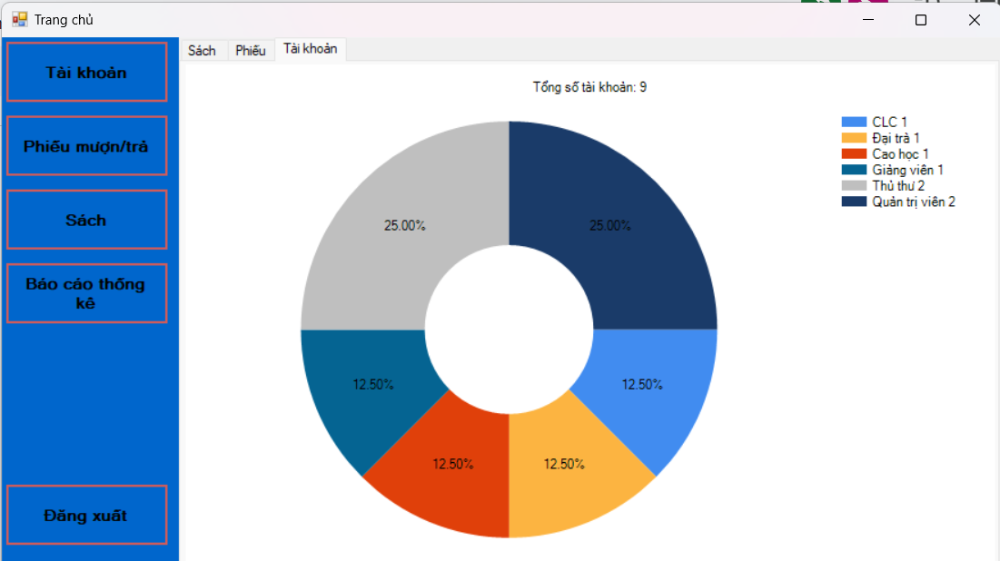 Trang chủ
Tài khoản
Phiếu mượn/trả
Sách
Báo cáo thống
kê
Đăng xuất
Sách
Phiếu
Tài khoản
Tổng số tài khoản: 9
CLC 1
Đại trà 1
Cao học 1
Giảng viên 1
Thủ thư 2
Quản trị viên 2
25.00%
25.00%
12.50%
12.50%
12.50%
12.50%